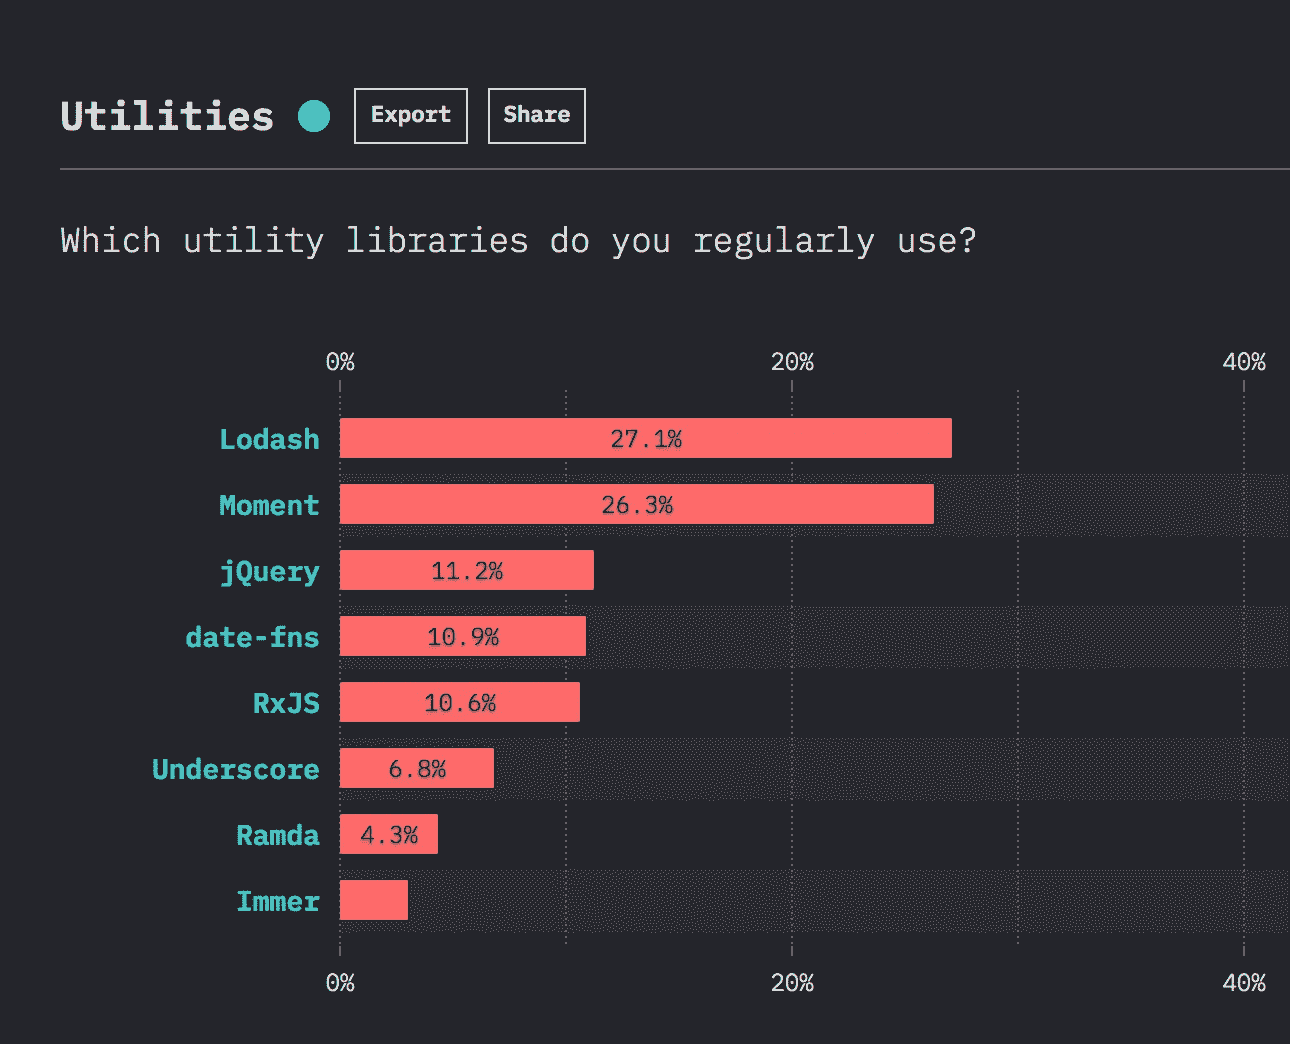 Utilities Export Share
Which utility libraries do you regularly use?
0% 20% 40%
Lodash 27.1%
Moment 26.3%
jQuery 11.2%
date-fns 10.9%
RxJS 10.6%
Underscore 6.8%
Ramda 4.3%
Immer
0% 20% 40%